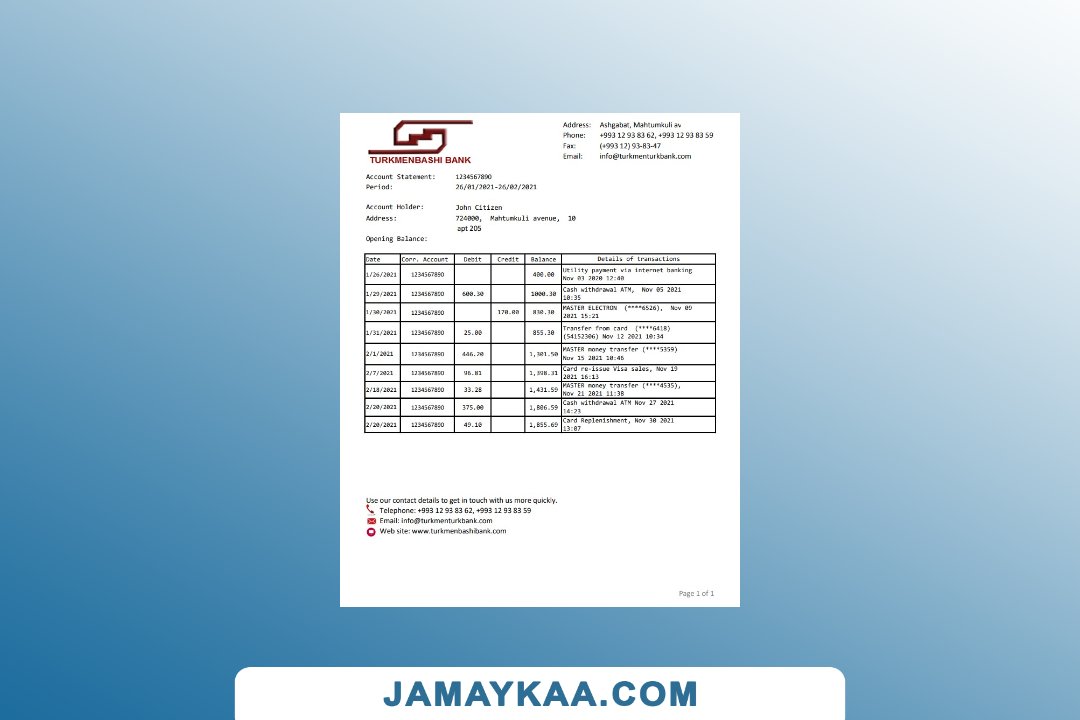 TURKMENBASHI BANK
Address: Ashgabat, Mahtumkuli av
Phone: +993 12 93 83 62, +993 12 93 83 59
Fax: (+993 12) 93-83-47
Email: info@turkmenturkbank.com
Account Statement: 1234567890
Period: 26/01/2021-26/02/2021
Account Holder: John Citizen
Address: 724000, Mahtumkuli avenue, 10
apt 205
Opening Balance:
Date Corr. Account Debit Credit Balance Details of transactions
1/26/2021 1234567890 400.00 Utility payment via internet banking
Nov 03 2020 12:40
1/29/2021 1234567890 600.30 1000.30 Cash withdrawal ATM, Nov 05 2021
10:35
1/30/2021 1234567890 170.00 830.30 MASTER ELECTRON (****6526), Nov 09
2021 15:21
1/31/2021 1234567890 25.00 855.30 Transfer from card (****6418)
(54152306) Nov 12 2021 10:34
2/1/2021 1234567890 446.20 1,301.50 MASTER money transfer (****5359)
Nov 15 2021 10:46
2/7/2021 1234567890 96.81 1,398.31 Card re-issue Visa sales, Nov 19
2021 16:13
2/18/2021 1234567890 33.28 1,431.59 MASTER money transfer (****4535),
Nov 21 2021 11:38
2/20/2021 1234567890 375.00 1,806.59 Cash withdrawal ATM Nov 27 2021
14:23
2/20/2021 1234567890 49.10 1,855.69 Card Replenishment, Nov 30 2021
13:07
Use our contact details to get in touch with us more quickly.
Telephone: +993 12 93 83 62, +993 12 93 83 59
Email: info@turkmenturkbank.com
Web site: www.turkmenbashibank.com
Page 1 of 1
JAMAYKAA.COM